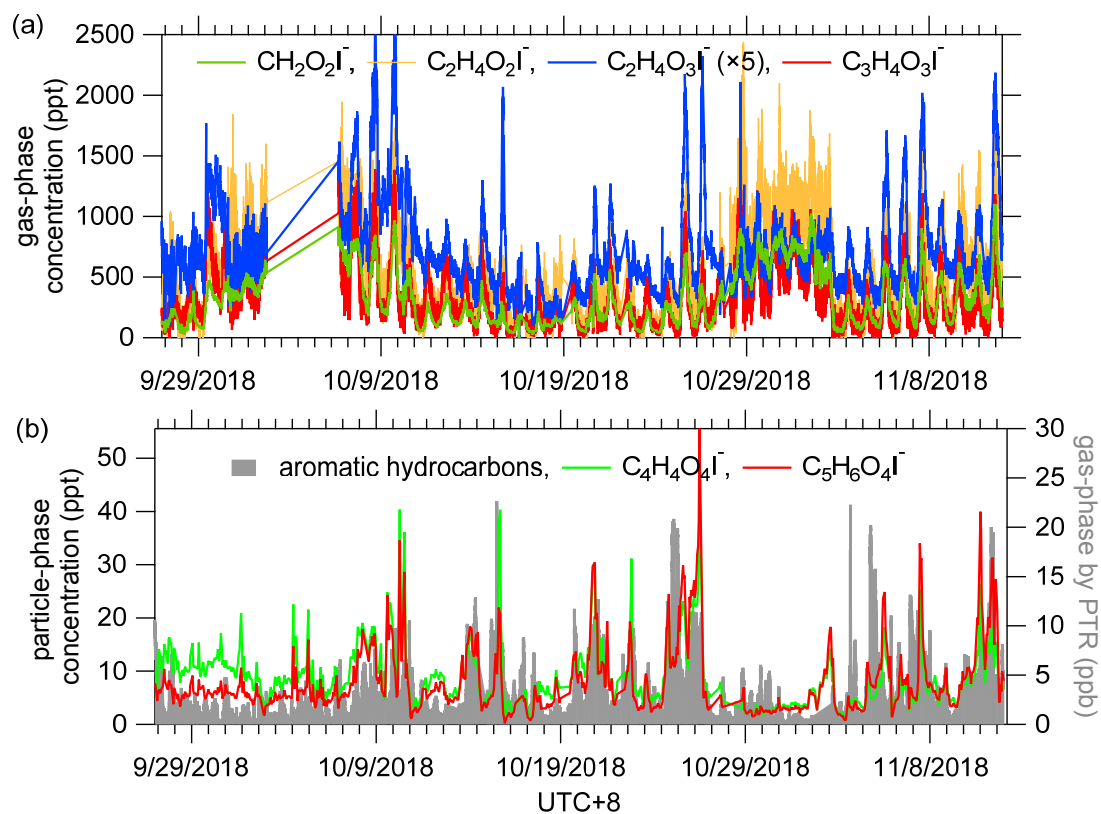 (a)
2500
2000
1500
1000
500
0
gas-phase
concentration (ppt)
CH₂O₂I⁻, C₂H₄O₂I⁻, C₂H₄O₃I⁻ (×5), C₃H₄O₃I⁻
9/29/2018 10/9/2018 10/19/2018 10/29/2018 11/8/2018
(b)
50
40
30
20
10
0
particle-phase
concentration (ppt)
aromatic hydrocarbons, C₄H₄O₄I⁻, C₅H₆O₄I⁻
30
25
20
15
10
5
0
gas-phase by PTR (ppb)
9/29/2018 10/9/2018 10/19/2018 10/29/2018 11/8/2018
UTC+8